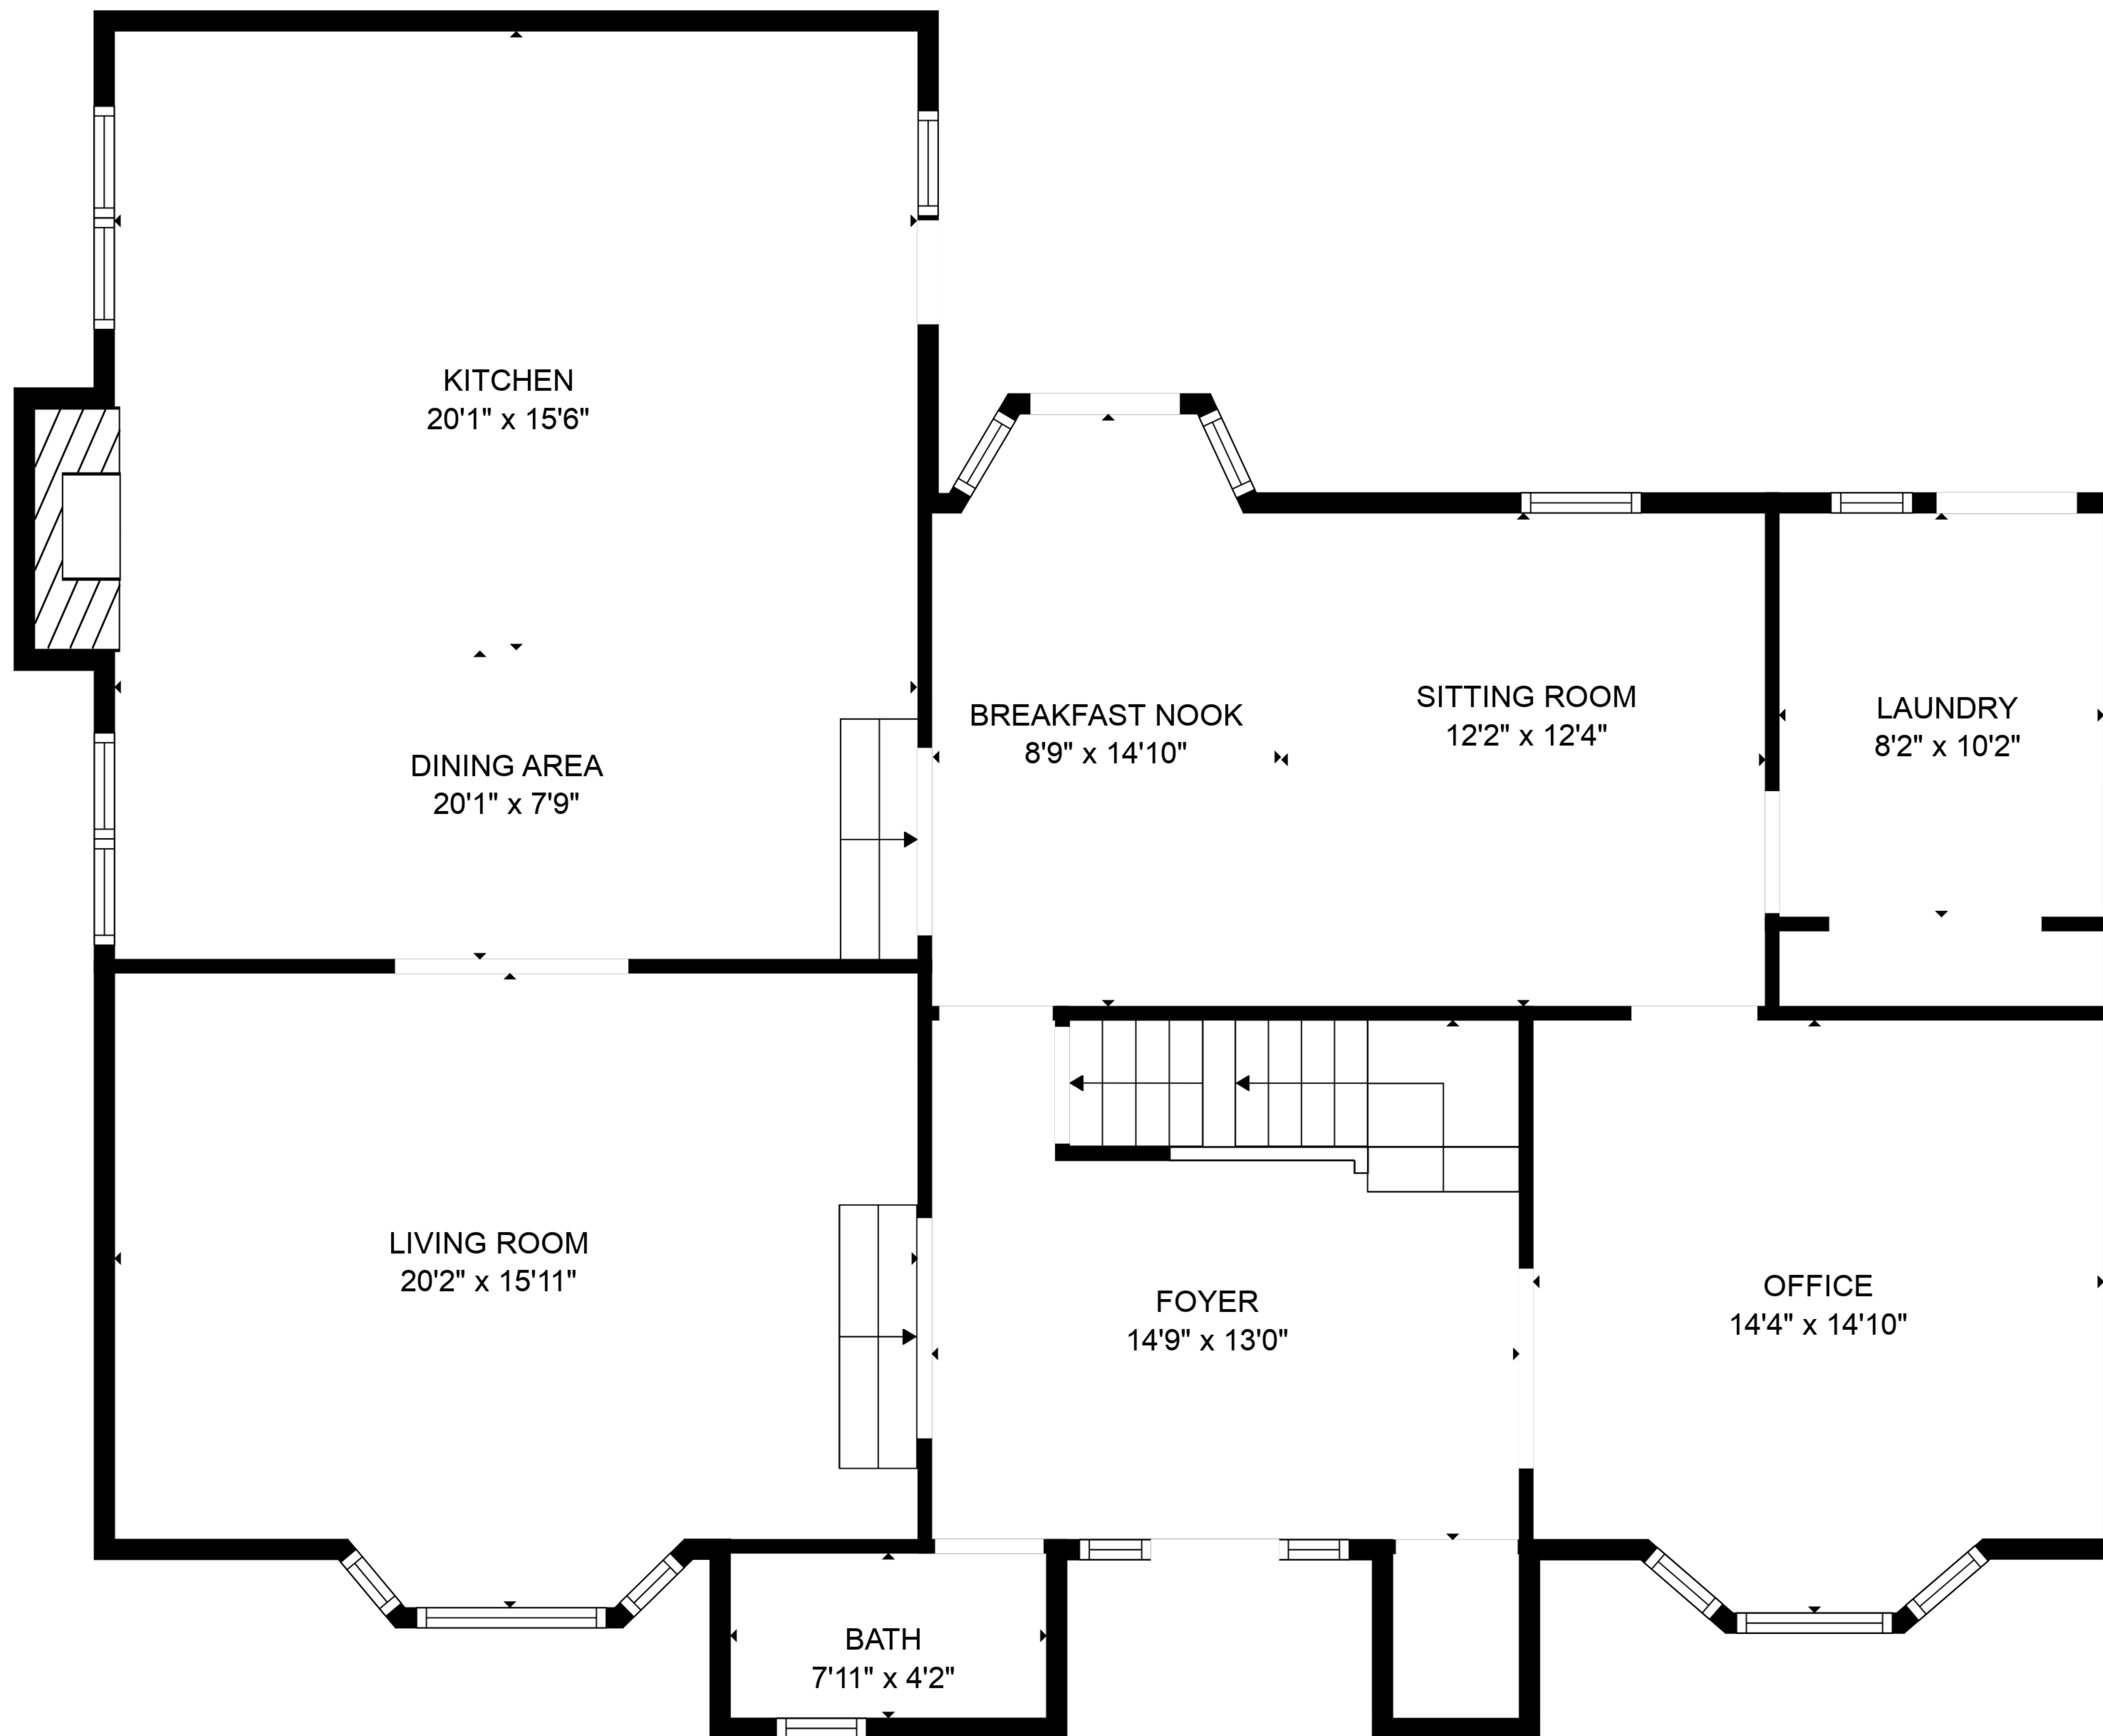 KITCHEN
20'1" x 15'6"
DINING AREA
20'1" x 7'9"
BREAKFAST NOOK
8'9" x 14'10"
SITTING ROOM
12'2" x 12'4"
LAUNDRY
8'2" x 10'2"
LIVING ROOM
20'2" x 15'11"
FOYER
14'9" x 13'0"
OFFICE
14'4" x 14'10"
BATH
7'11" x 4'2"